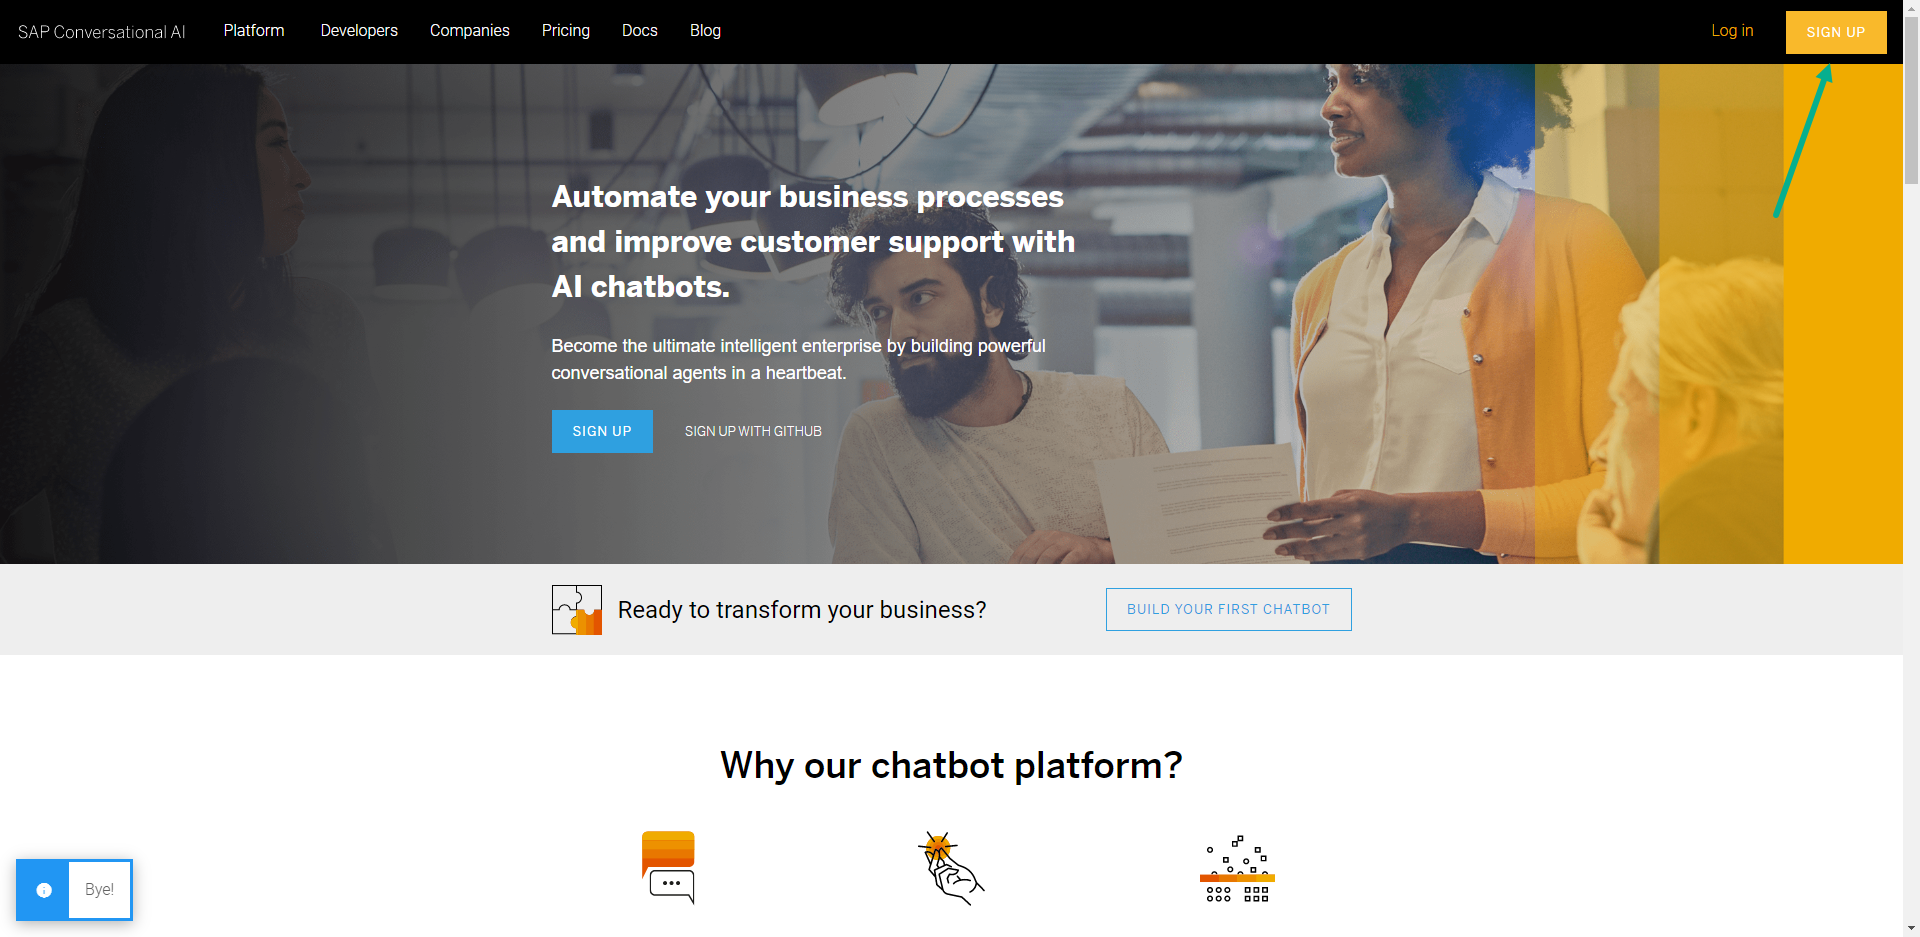 SAP Conversational AI Platform Developers Companies Pricing Docs Blog Log in SIGN UP
Automate your business processes
and improve customer support with
AI chatbots.
Become the ultimate intelligent enterprise by building powerful
conversational agents in a heartbeat.
SIGN UP SIGN UP WITH GITHUB
Ready to transform your business? BUILD YOUR FIRST CHATBOT
Why our chatbot platform?
Bye!